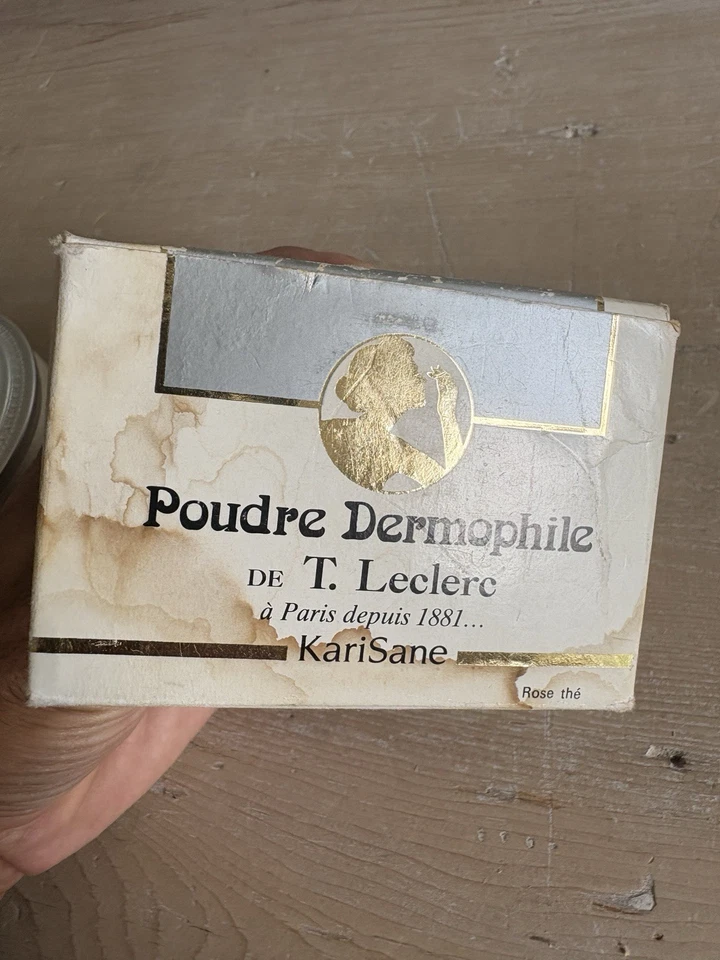 Poudre Dermophile
DE T. Leclerc
à Paris depuis 1881...
KariSane
Rose thé